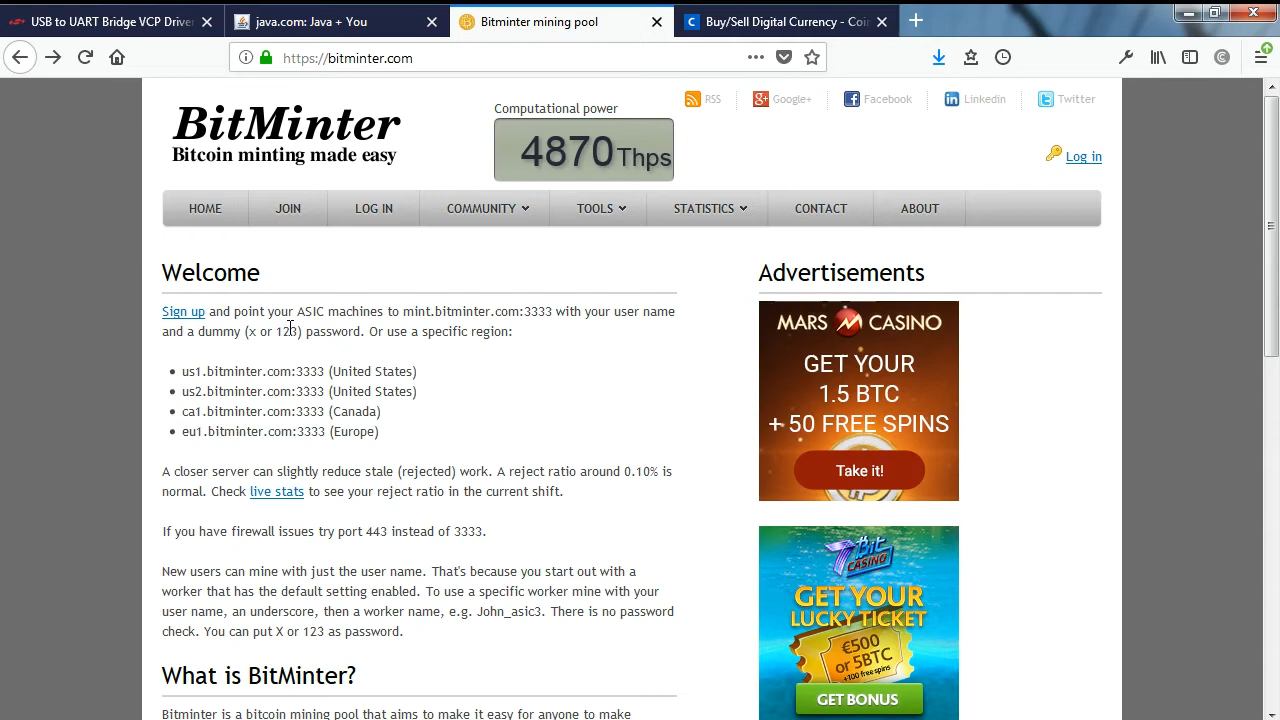 USB to UART Bridge VCP Driver
java.com: Java + You
Bitminter mining pool
Buy/Sell Digital Currency - Coin
https://bitminter.com
BitMinter
Bitcoin minting made easy
Computational power
4870 Thps
RSS
Google+
Facebook
Linkedin
Twitter
Log in
HOME
JOIN
LOG IN
COMMUNITY
TOOLS
STATISTICS
CONTACT
ABOUT
Welcome
Sign up and point your ASIC machines to mint.bitminter.com:3333 with your user name
and a dummy (x or 123) password. Or use a specific region:
• us1.bitminter.com:3333 (United States)
• us2.bitminter.com:3333 (United States)
• ca1.bitminter.com:3333 (Canada)
• eu1.bitminter.com:3333 (Europe)
A closer server can slightly reduce stale (rejected) work. A reject ratio around 0.10% is
normal. Check live stats to see your reject ratio in the current shift.
If you have firewall issues try port 443 instead of 3333.
New users can mine with just the user name. That's because you start out with a
worker that has the default setting enabled. To use a specific worker mine with your
user name, an underscore, then a worker name, e.g. John_asic3. There is no password
check. You can put X or 123 as password.
What is BitMinter?
Bitminter is a bitcoin mining pool that aims to make it easy for anyone to make
Advertisements
MARS CASINO
GET YOUR
1.5 BTC
+ 50 FREE SPINS
Take it!
7Bit
CASINO
GET YOUR
LUCKY TICKET
€500
or 5BTC
+100 free spins
GET BONUS